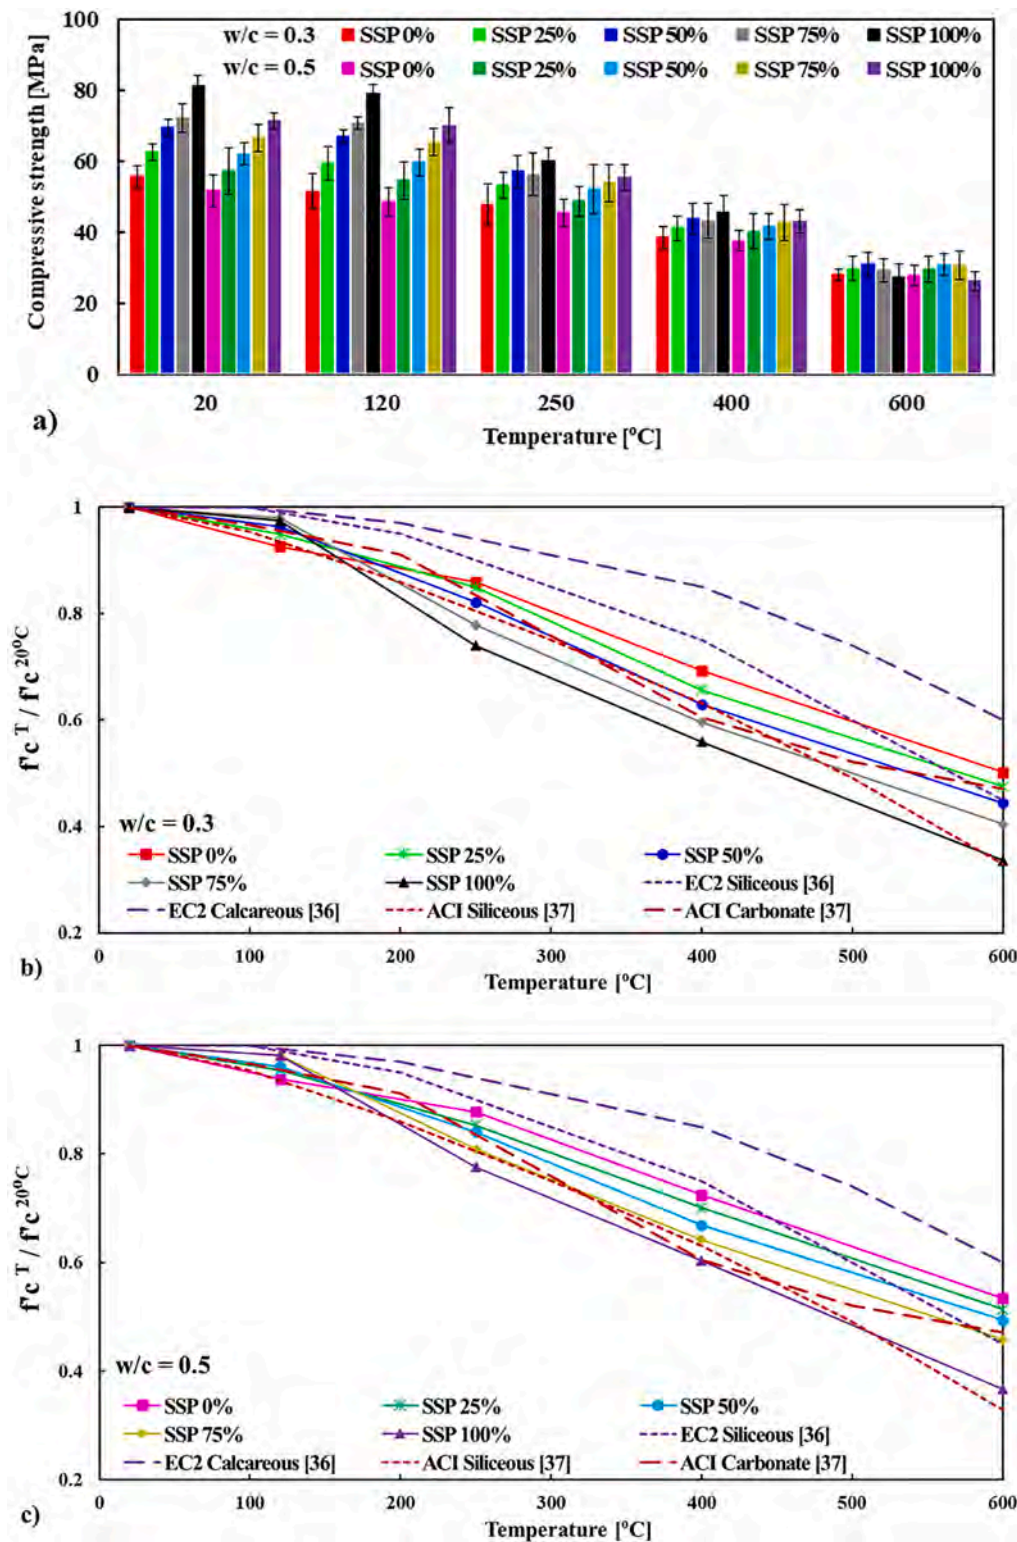 100
w/c = 0.3 SSP 0% SSP 25% SSP 50% SSP 75% SSP 100%
w/c = 0.5 SSP 0% SSP 25% SSP 50% SSP 75% SSP 100%
80
60
40
20
0
Compressive strength [MPa]
20 120 250 400 600
Temperature [ºC]
a)
1
0.8
0.6
0.4
0.2
f'c T / f'c 20ºC
w/c = 0.3
SSP 0% SSP 25% SSP 50%
SSP 75% SSP 100% EC2 Siliceous [36]
EC2 Calcareous [36] ACI Siliceous [37] ACI Carbonate [37]
0 100 200 300 400 500 600
Temperature [ºC]
b)
1
0.8
0.6
0.4
0.2
f'c T / f'c 20ºC
w/c = 0.5
SSP 0% SSP 25% SSP 50%
SSP 75% SSP 100% EC2 Siliceous [36]
EC2 Calcareous [36] ACI Siliceous [37] ACI Carbonate [37]
0 100 200 300 400 500 600
Temperature [ºC]
c)